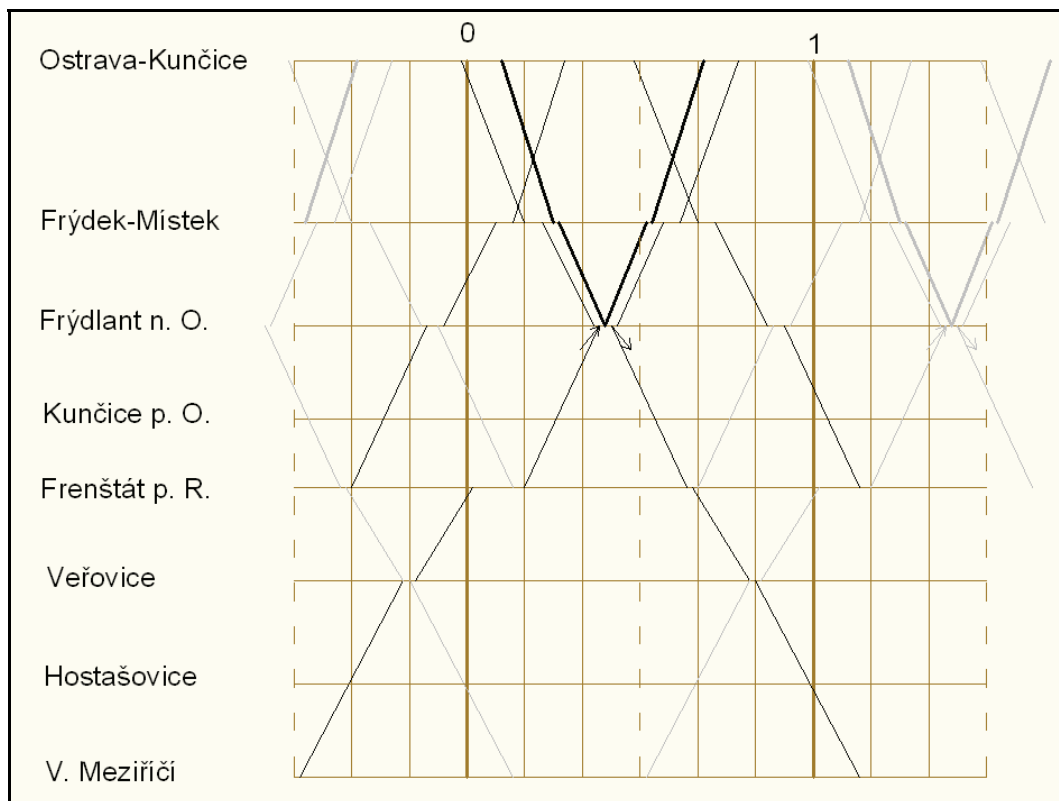 0 1
Ostrava-Kunčice
Frýdek-Místek
Frýdlant n. O.
Kunčice p. O.
Frenštát p. R.
Veřovice
Hostašovice
V. Meziříčí